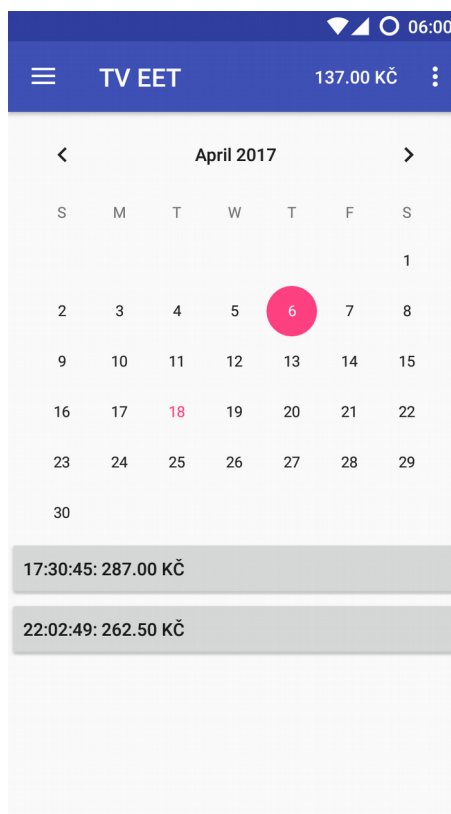 06:00
TV EET 137.00 KČ
April 2017
S M T W T F S
1
2 3 4 5 6 7 8
9 10 11 12 13 14 15
16 17 18 19 20 21 22
23 24 25 26 27 28 29
30
17:30:45: 287.00 KČ
22:02:49: 262.50 KČ